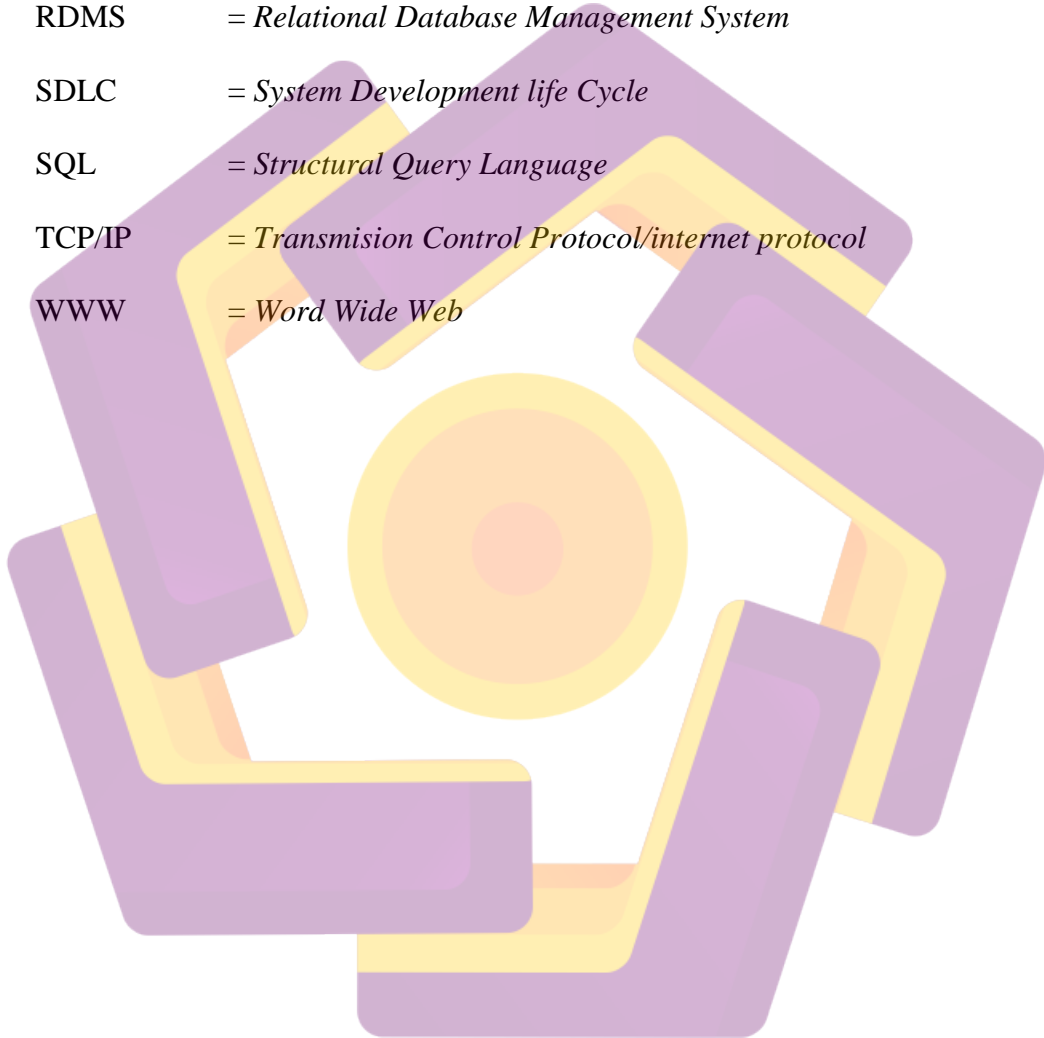 RDMS = Relational Database Management System
SDLC = System Development life Cycle
SQL = Structural Query Language
TCP/IP = Transmision Control Protocol/internet protocol
WWW = Word Wide Web